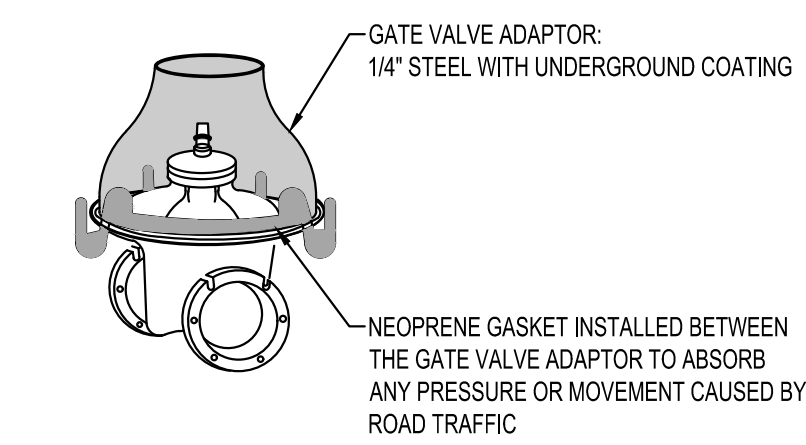 GATE VALVE ADAPTOR:
1/4" STEEL WITH UNDERGROUND COATING
NEOPRENE GASKET INSTALLED BETWEEN
THE GATE VALVE ADAPTOR TO ABSORB
ANY PRESSURE OR MOVEMENT CAUSED BY
ROAD TRAFFIC